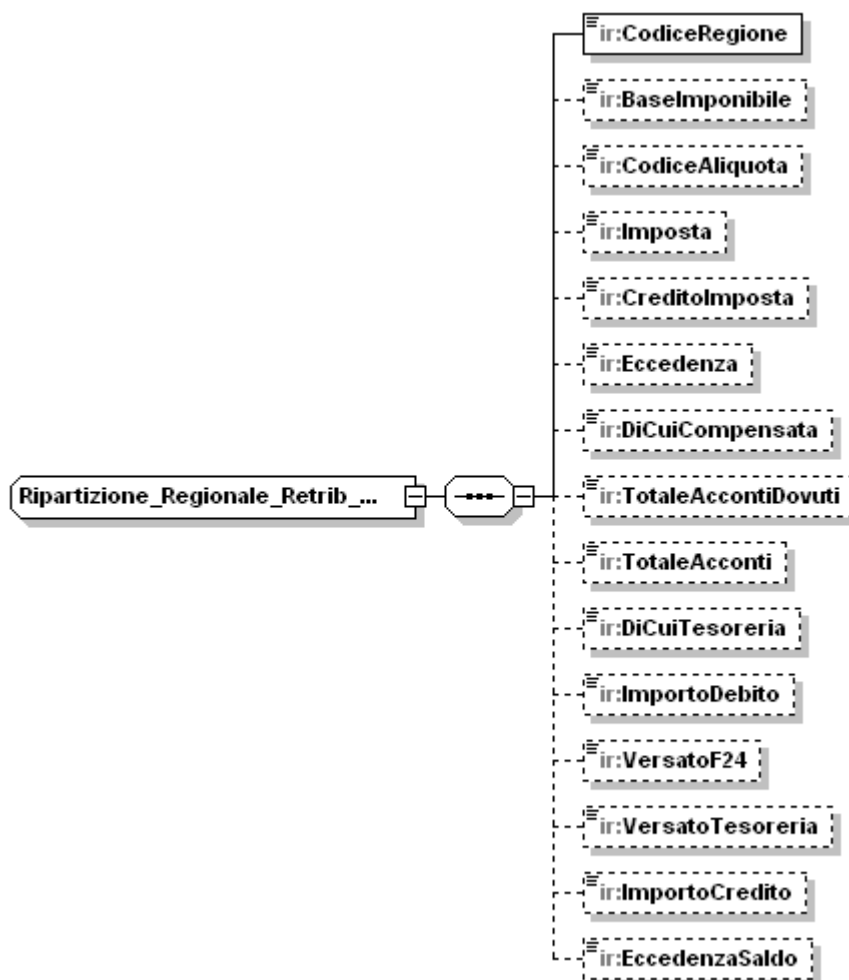 ir:CodiceRegione
ir:BaseImponibile
ir:CodiceAliquota
ir:Imposta
ir:CreditoImposta
ir:Eccedenza
ir:DiCuiCompensata
Ripartizione_Regionale_Retrib_...
ir:TotaleAccontiDovuti
ir:TotaleAcconti
ir:DiCuiTesoreria
ir:ImportoDebito
ir:VersatoF24
ir:VersatoTesoreria
ir:ImportoCredito
ir:EccedenzaSaldo